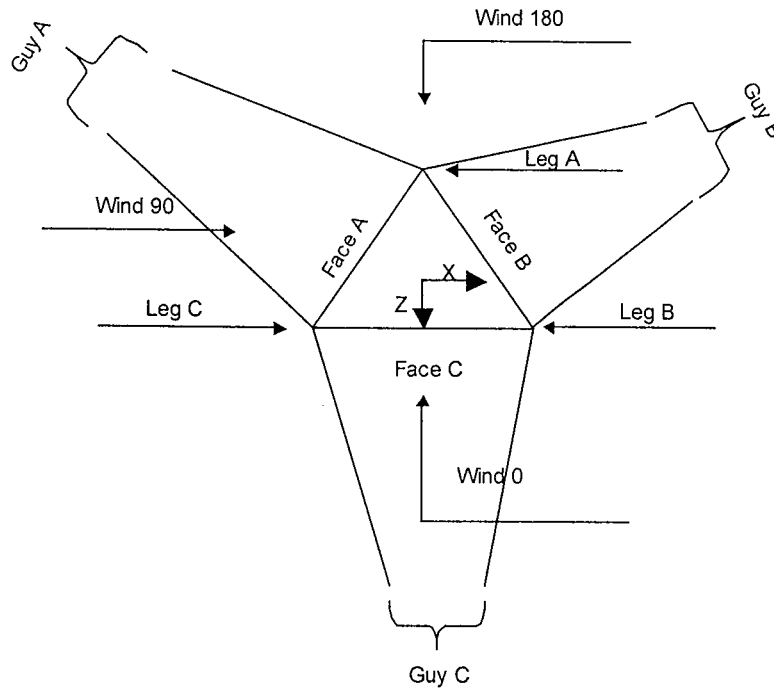 Wind 180
Guy A
Guy B
Leg A
Wind 90
Face A
Face B
X
Z
Leg C
Leg B
Face C
Wind 0
Guy C